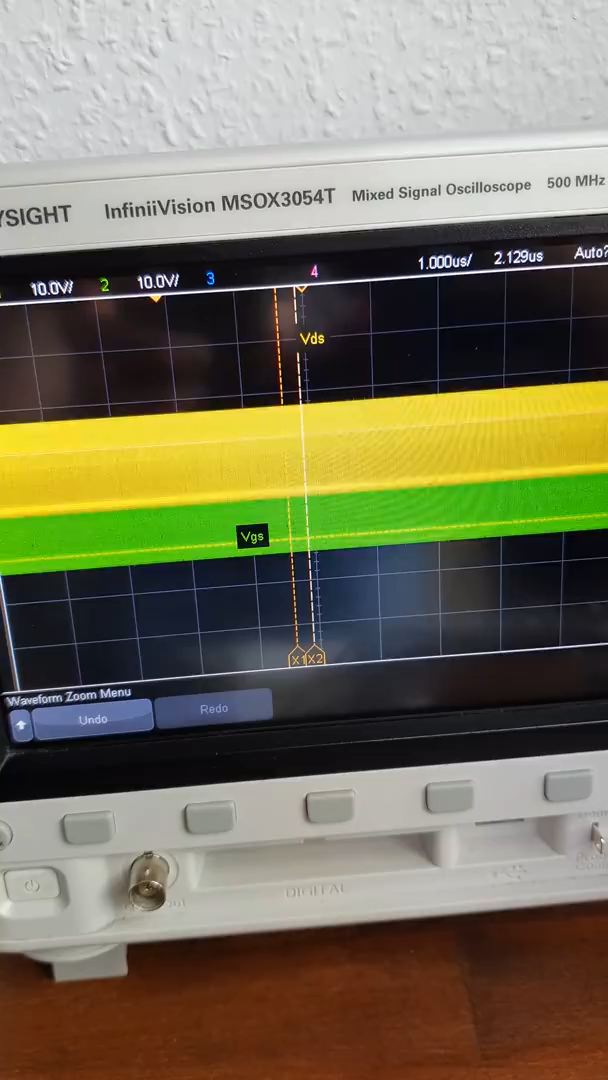 YSIGHT InfiniiVision MSOX3054T Mixed Signal Oscilloscope 500 MHz
10.0V/ 2 10.0V/ 3 4 1.000us/ 2.129us Auto?
Vds
Vgs
X1 X2
Waveform Zoom Menu
Undo Redo
DIGITAL